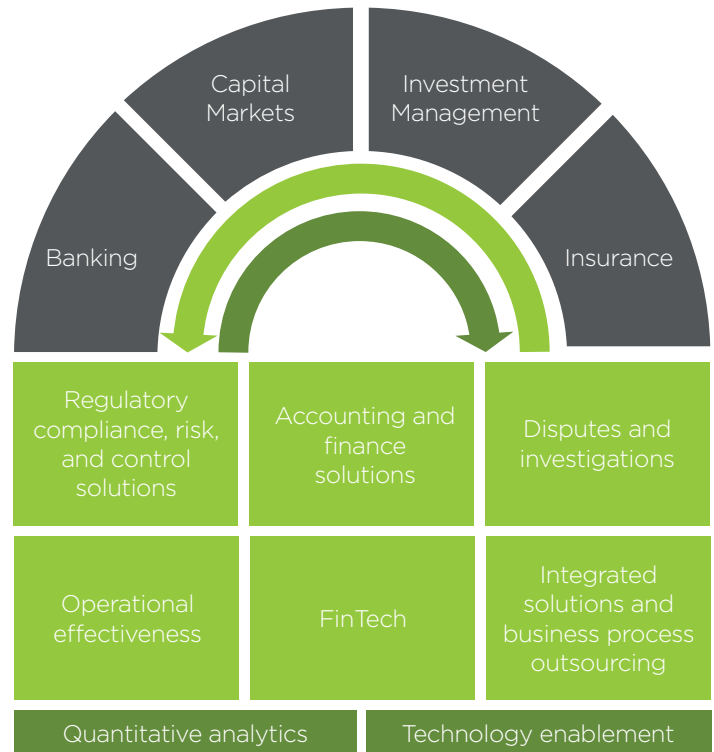 Capital
Markets
Investment
Management
Banking
Insurance
Regulatory
compliance, risk,
and control
solutions
Accounting and
finance
solutions
Disputes and
investigations
Operational
effectiveness
FinTech
Integrated
solutions and
business process
outsourcing
Quantitative analytics
Technology enablement